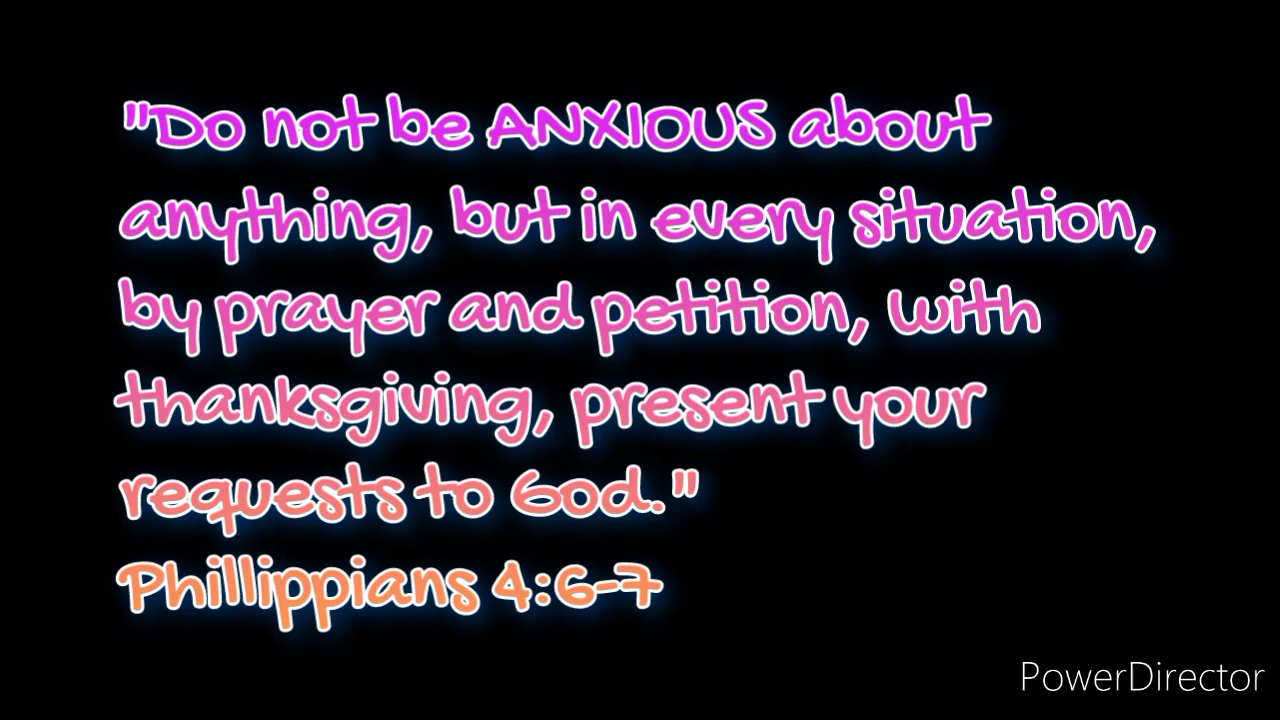 "Do not be ANXIOUS about
anything, but in every situation,
by prayer and petition, with
thanksgiving, present your
requests to God."
Phillippians 4:6-7
PowerDirector